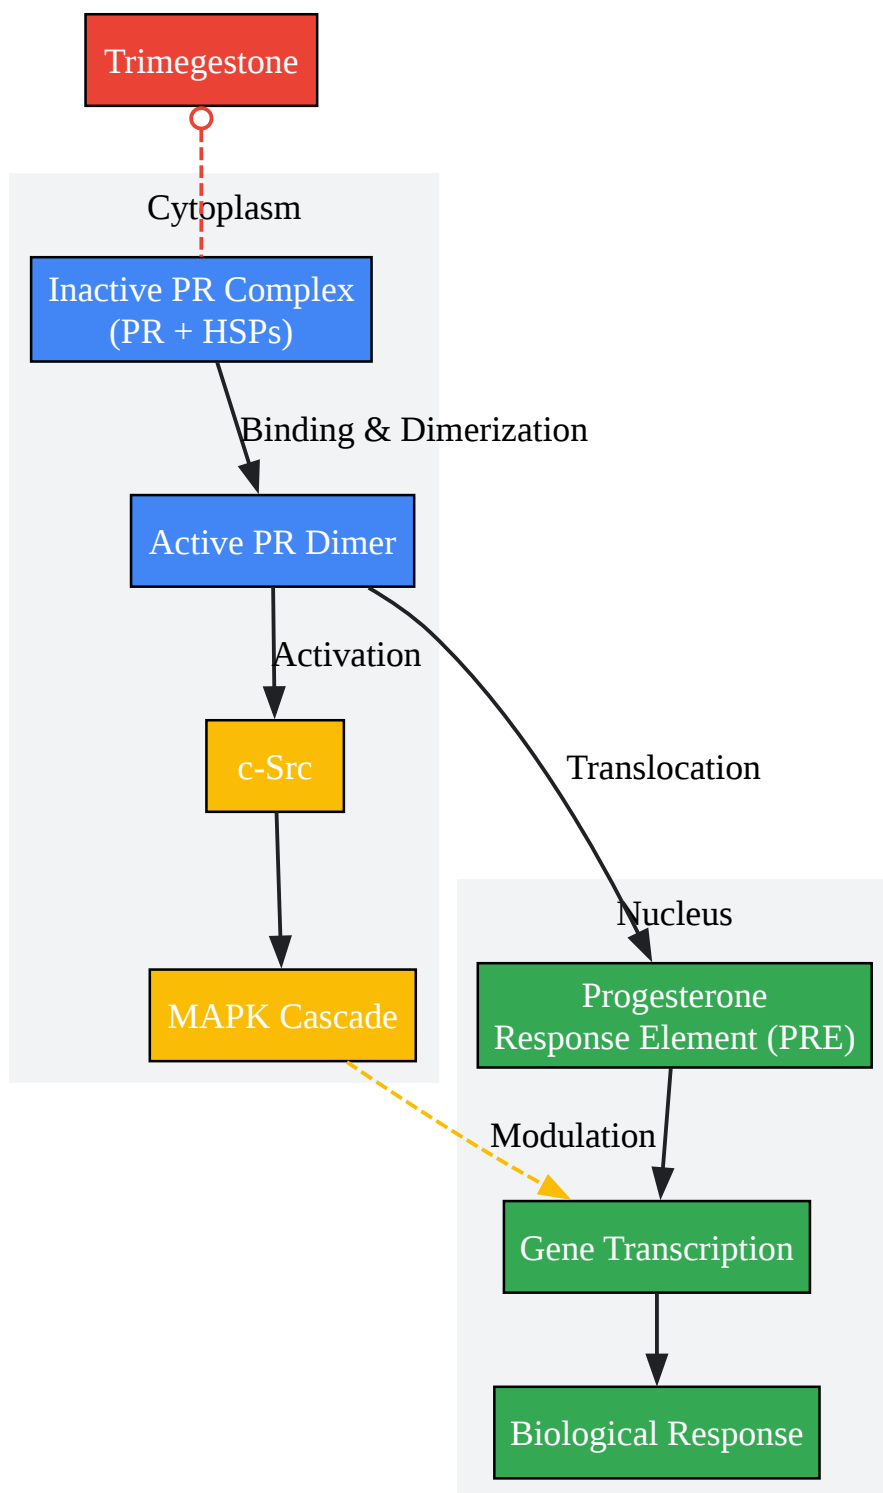 Trimegestone
Cytoplasm
Inactive PR Complex
(PR + HSPs)
Binding & Dimerization
Active PR Dimer
Activation
c-Src
Translocation
Nucleus
Progesterone
Response Element (PRE)
MAPK Cascade
Modulation
Gene Transcription
Biological Response